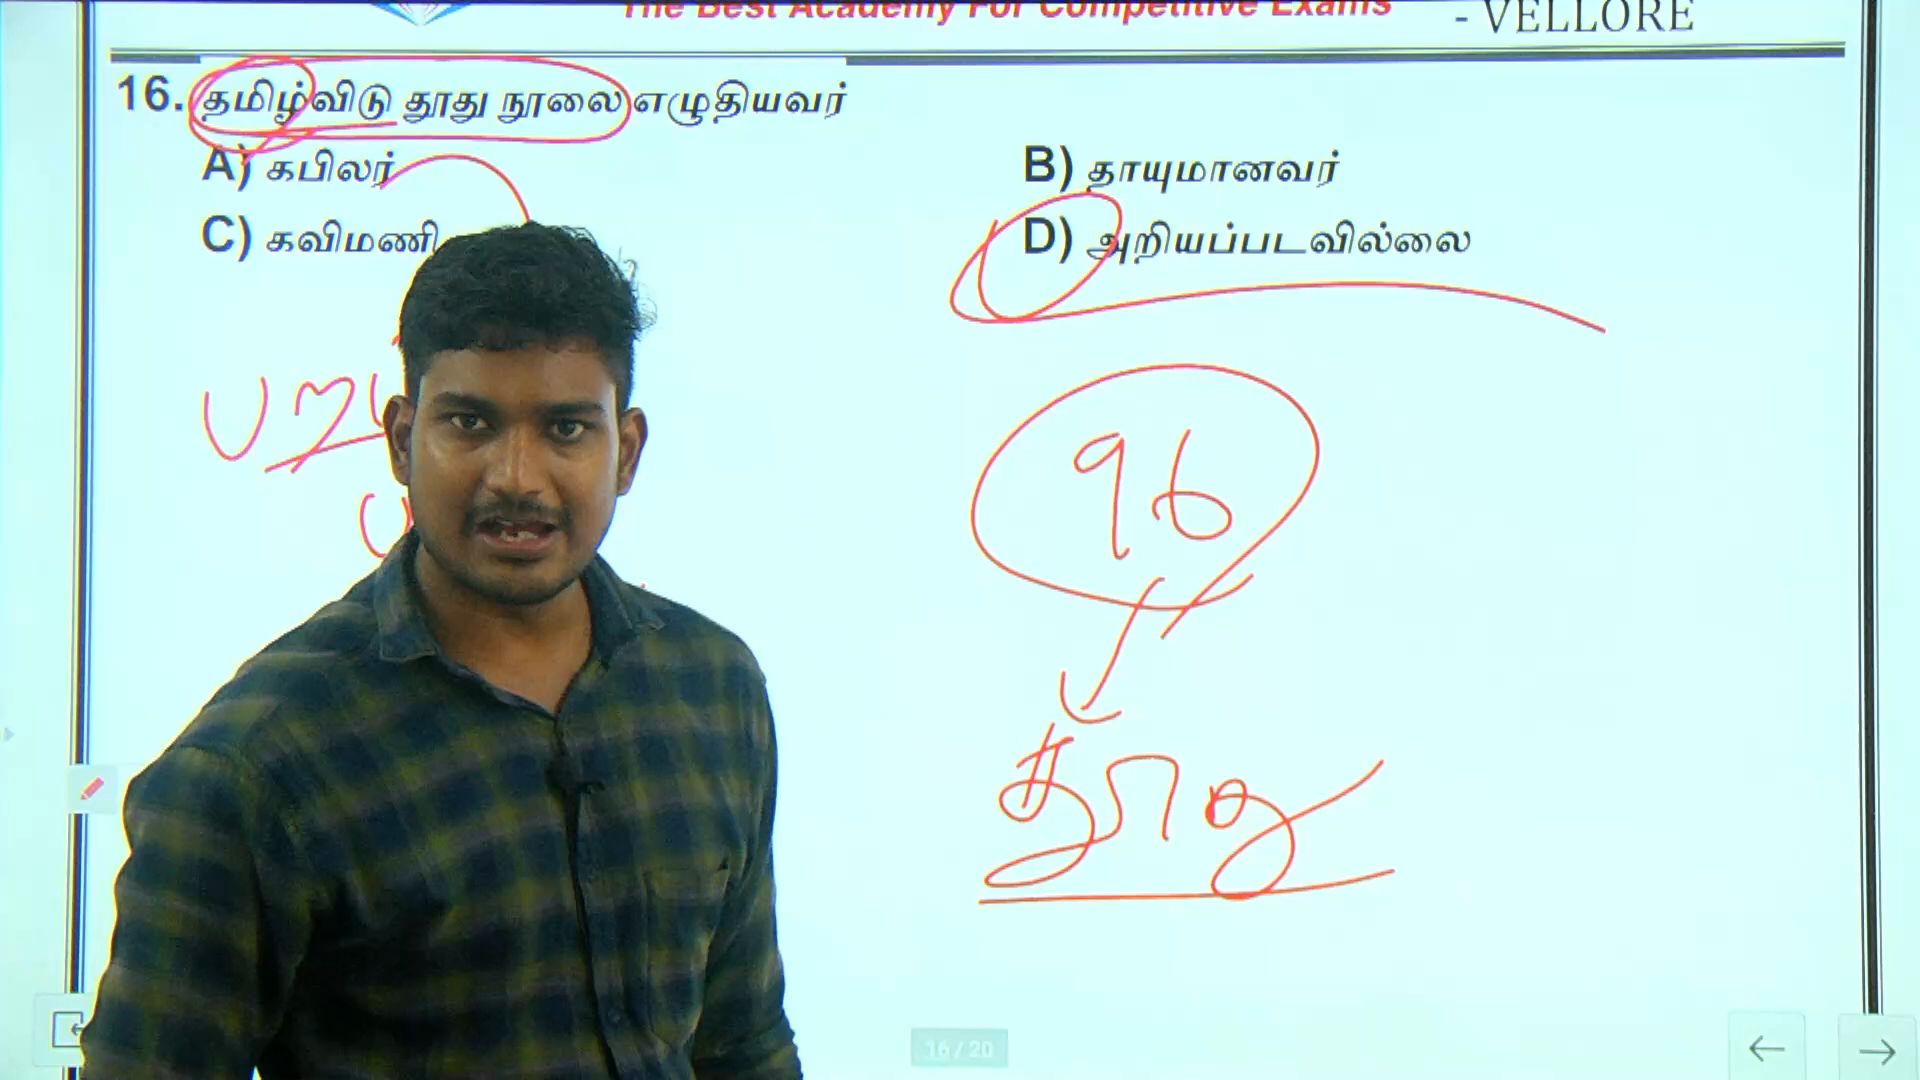 The Best Academy For Competitive Exams
- VELLORE
16. தமிழ்விடு தூது நூலை எழுதியவர்
A) கபிலர்
B) தாயுமானவர்
C) கவிமணி
D) அறியப்படவில்லை
96
தூது
16 / 20